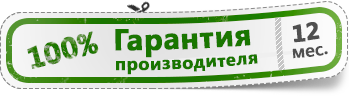 100% Гарантия
производителя
12
мес.